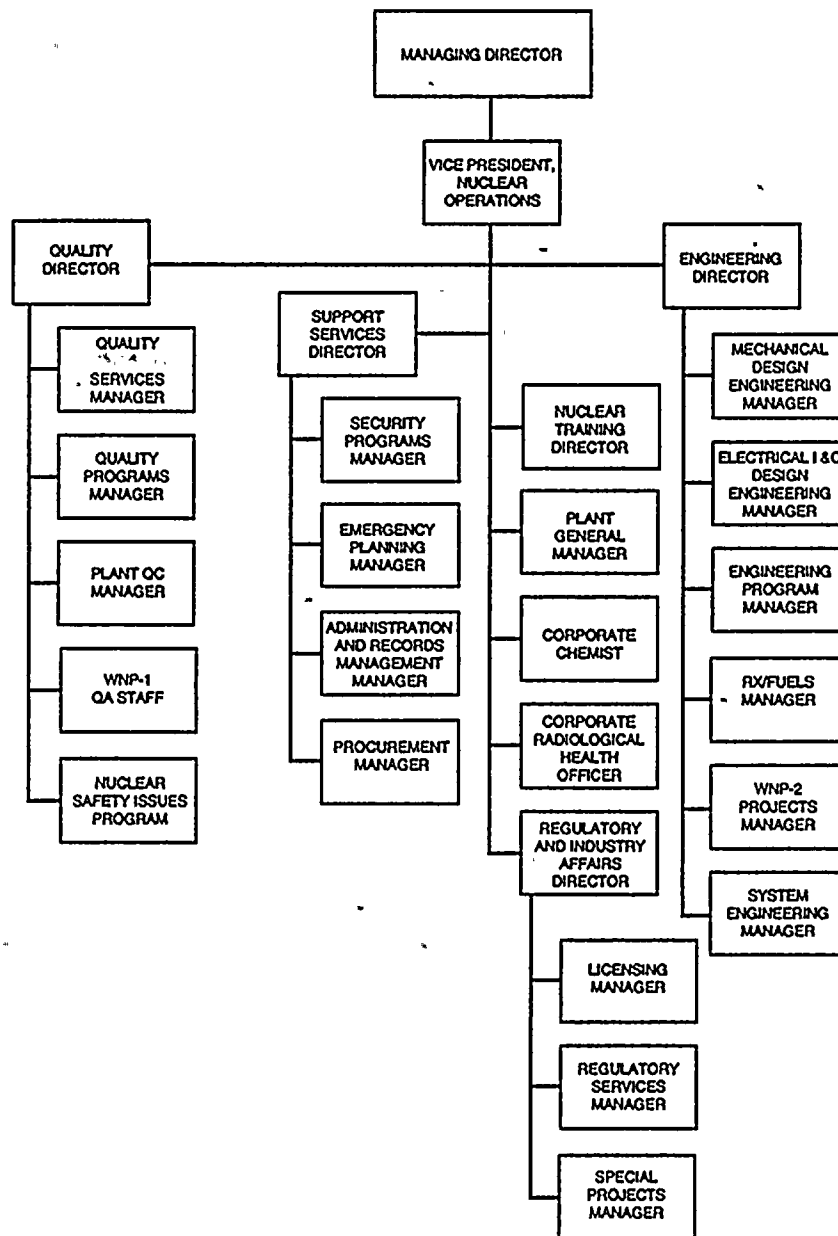 MANAGING DIRECTOR
VICE PRESIDENT,
NUCLEAR
OPERATIONS
QUALITY
DIRECTOR
ENGINEERING
DIRECTOR
SUPPORT
SERVICES
DIRECTOR
QUALITY
SERVICES
MANAGER
QUALITY
PROGRAMS
MANAGER
PLANT QC
MANAGER
WNP-1
QA STAFF
NUCLEAR
SAFETY ISSUES
PROGRAM
SECURITY
PROGRAMS
MANAGER
EMERGENCY
PLANNING
MANAGER
ADMINISTRATION
AND RECORDS
MANAGEMENT
MANAGER
PROCUREMENT
MANAGER
NUCLEAR
TRAINING
DIRECTOR
PLANT
GENERAL
MANAGER
CORPORATE
CHEMIST
CORPORATE
RADIOLOGICAL
HEALTH
OFFICER
REGULATORY
AND INDUSTRY
AFFAIRS
DIRECTOR
LICENSING
MANAGER
REGULATORY
SERVICES
MANAGER
SPECIAL
PROJECTS
MANAGER
MECHANICAL
DESIGN
ENGINEERING
MANAGER
ELECTRICAL I & C
DESIGN
ENGINEERING
MANAGER
ENGINEERING
PROGRAM
MANAGER
RX/FUELS
MANAGER
WNP-2
PROJECTS
MANAGER
SYSTEM
ENGINEERING
MANAGER